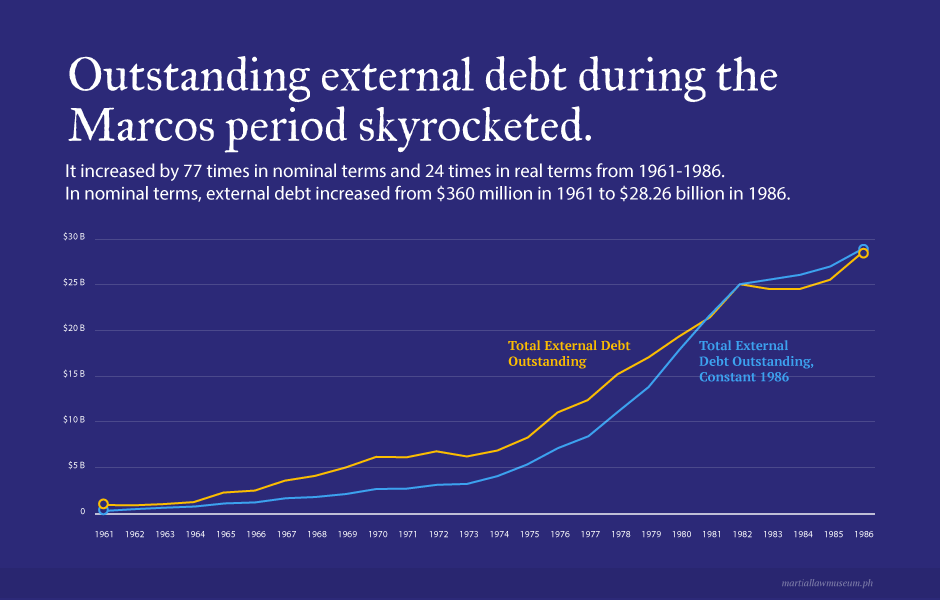 Outstanding external debt during the
Marcos period skyrocketed.
It increased by 77 times in nominal terms and 24 times in real terms from 1961-1986.
In nominal terms, external debt increased from $360 million in 1961 to $28.26 billion in 1986.
$30 B
$25 B
$20 B
$15 B
$10 B
$5 B
0
Total External Debt
Outstanding
Total External
Debt Outstanding,
Constant 1986
1961 1962 1963 1964 1965 1966 1967 1968 1969 1970 1971 1972 1973 1974 1975 1976 1977 1978 1979 1980 1981 1982 1983 1984 1985 1986
martiallawmuseum.ph